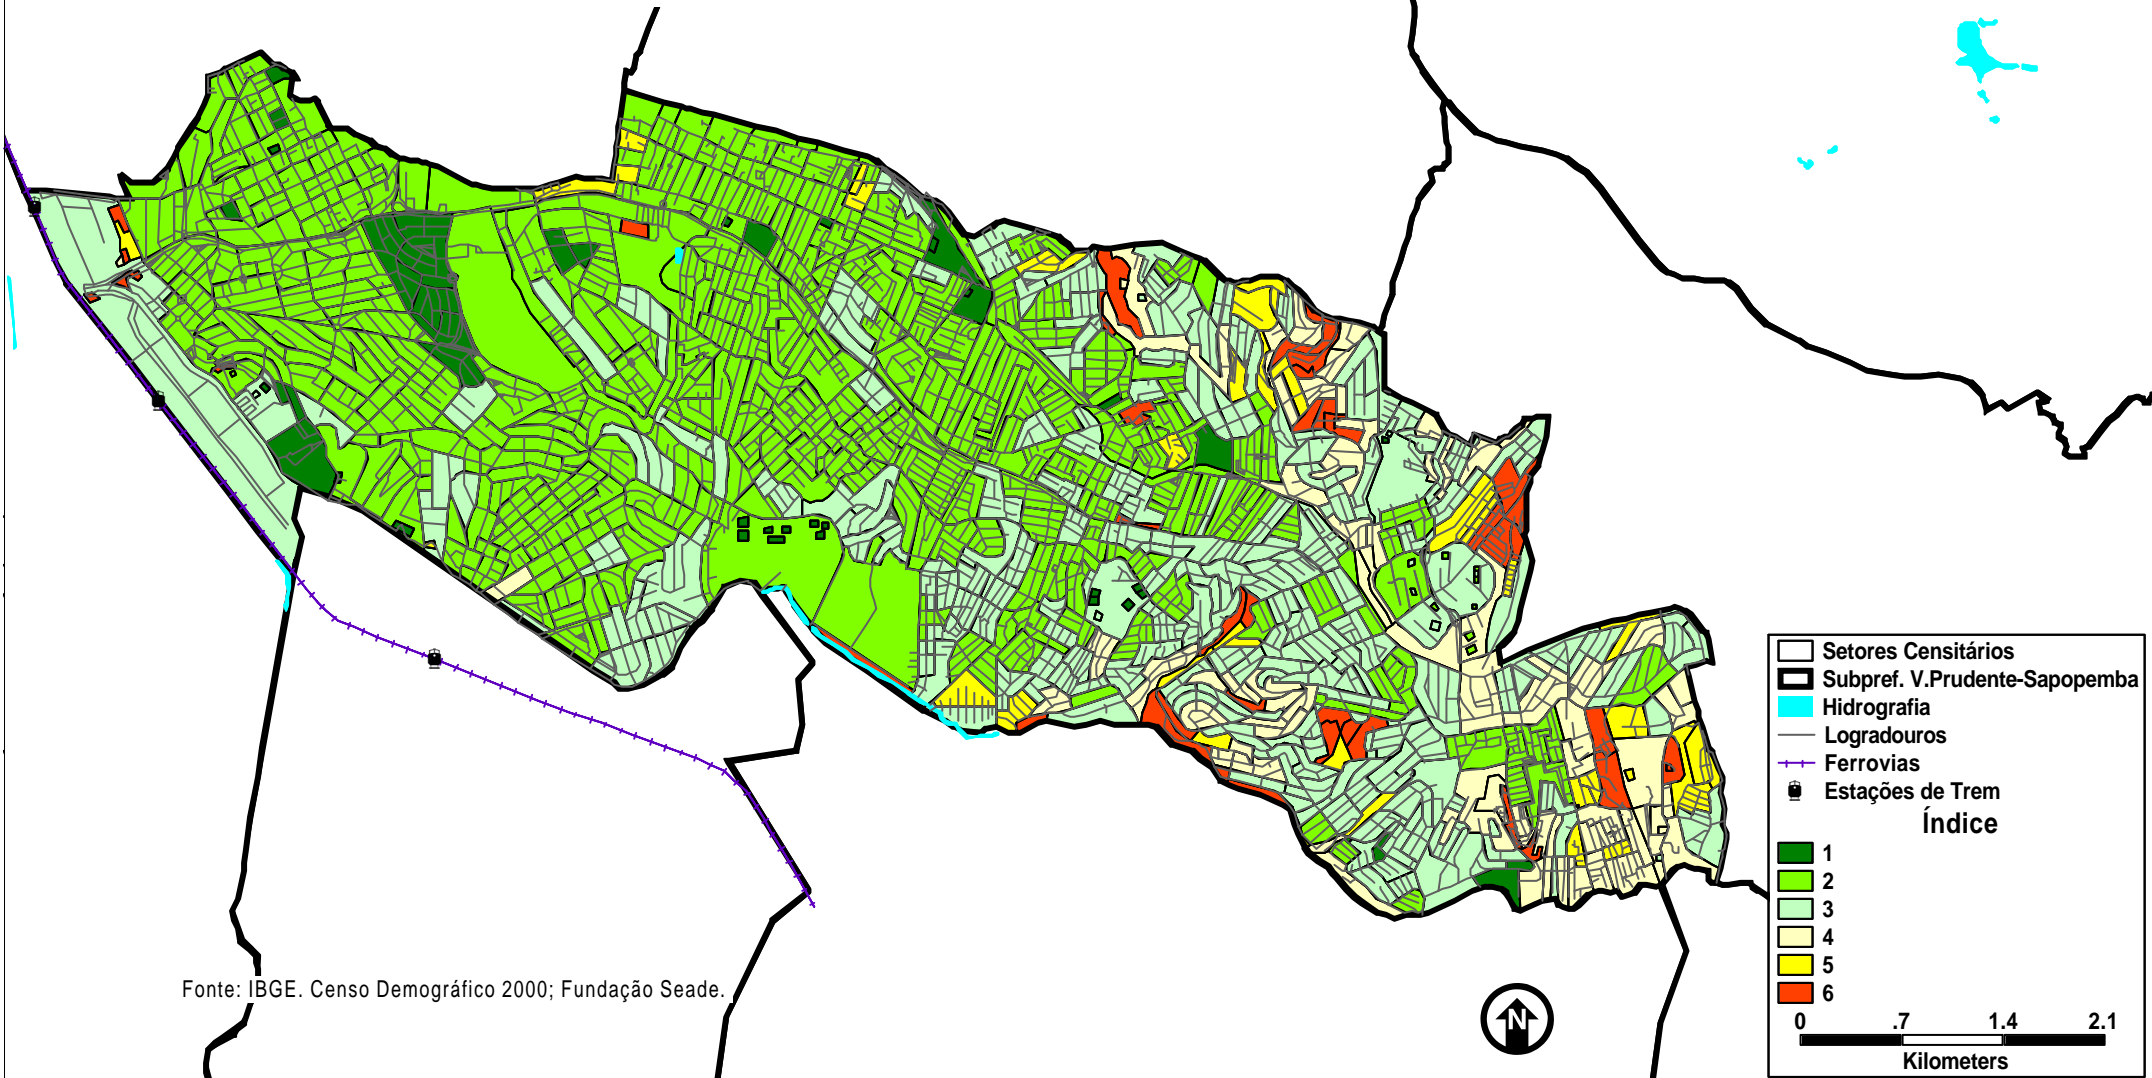 Setores Censitários
Subpref. V.Prudente-Sapopemba
Hidrografia
Logradouros
Ferrovias
Estações de Trem
Índice
1
2
3
4
5
6
0 .7 1.4 2.1
Kilometers
N
Fonte: IBGE. Censo Demográfico 2000; Fundação Seade.